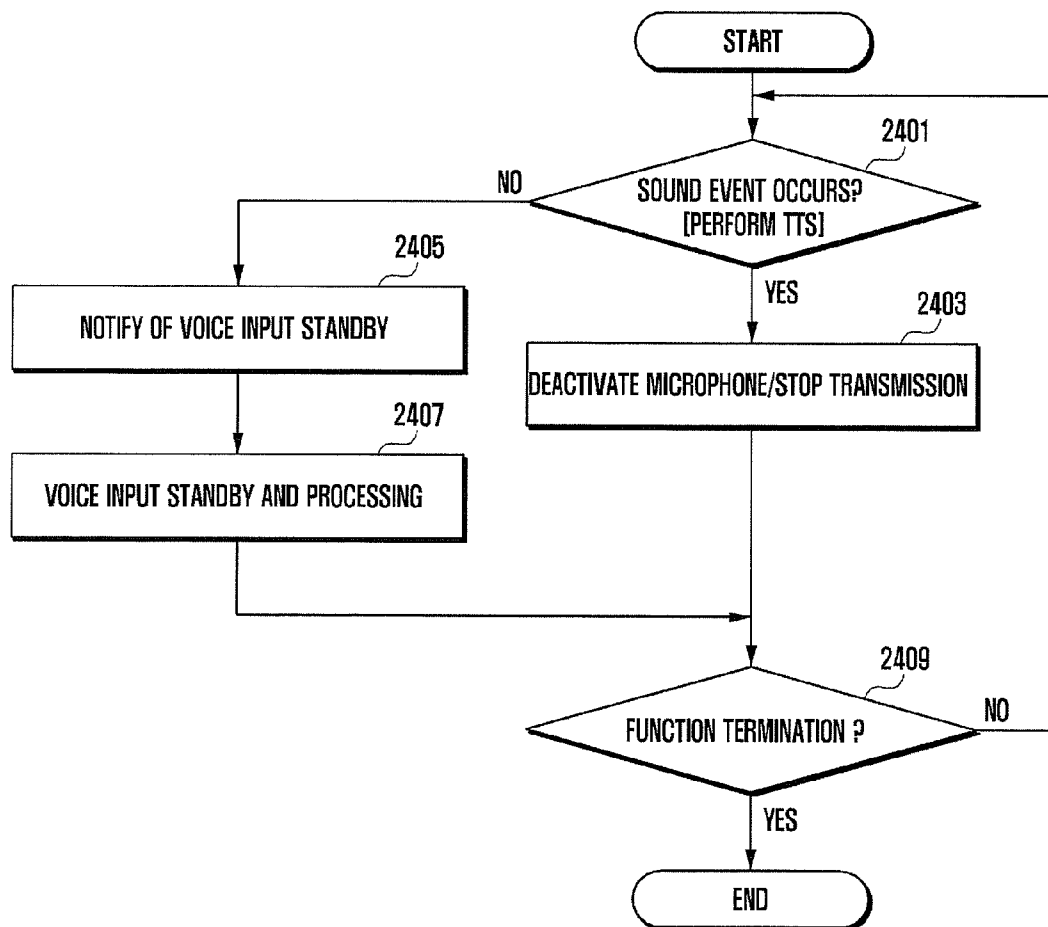 START
2401
SOUND EVENT OCCURS?
[PERFORM TTS]
NO
YES
2405
NOTIFY OF VOICE INPUT STANDBY
2403
DEACTIVATE MICROPHONE/STOP TRANSMISSION
2407
VOICE INPUT STANDBY AND PROCESSING
2409
FUNCTION TERMINATION ?
NO
YES
END